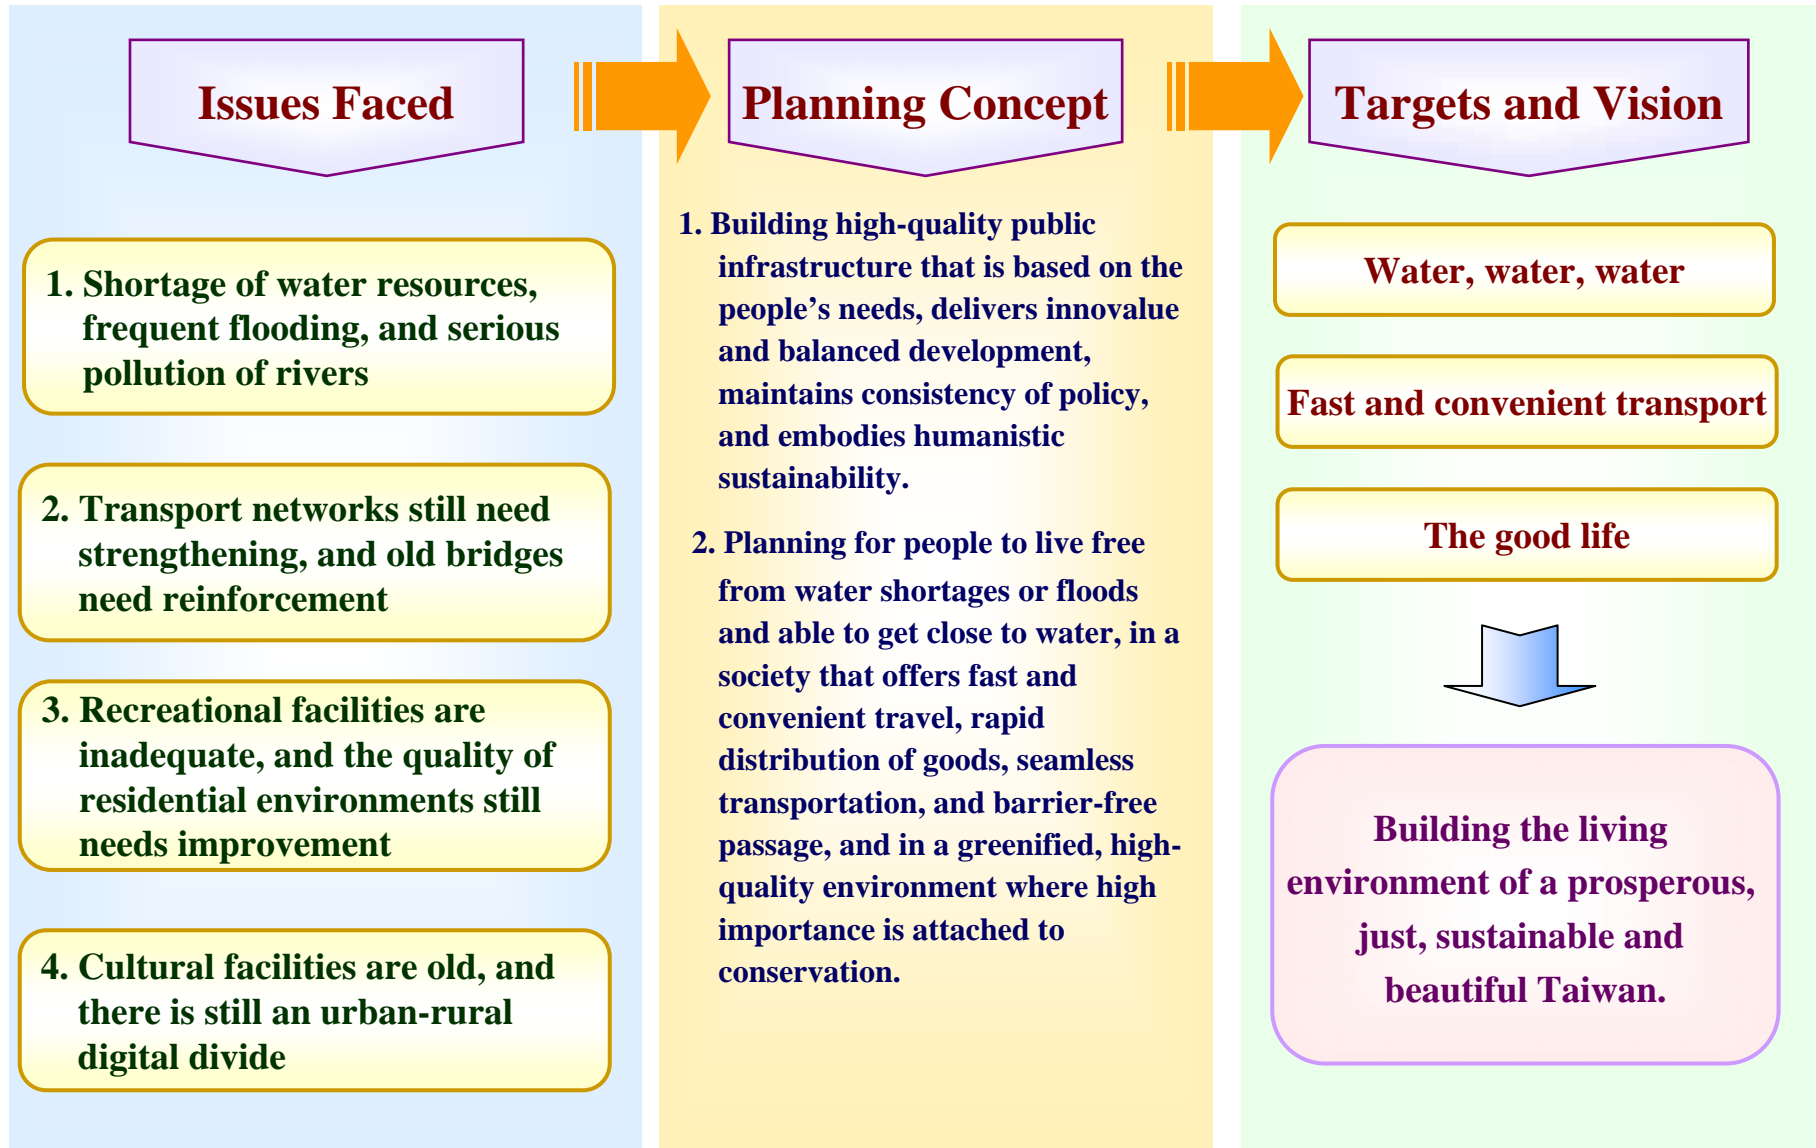 Issues Faced
1. Shortage of water resources,
frequent flooding, and serious
pollution of rivers
2. Transport networks still need
strengthening, and old bridges
need reinforcement
3. Recreational facilities are
inadequate, and the quality of
residential environments still
needs improvement
4. Cultural facilities are old, and
there is still an urban-rural
digital divide
Planning Concept
1. Building high-quality public
infrastructure that is based on the
people’s needs, delivers innovalue
and balanced development,
maintains consistency of policy,
and embodies humanistic
sustainability.
2. Planning for people to live free
from water shortages or floods
and able to get close to water, in a
society that offers fast and
convenient travel, rapid
distribution of goods, seamless
transportation, and barrier-free
passage, and in a greenified, high-
quality environment where high
importance is attached to
conservation.
Targets and Vision
Water, water, water
Fast and convenient transport
The good life
Building the living
environment of a prosperous,
just, sustainable and
beautiful Taiwan.